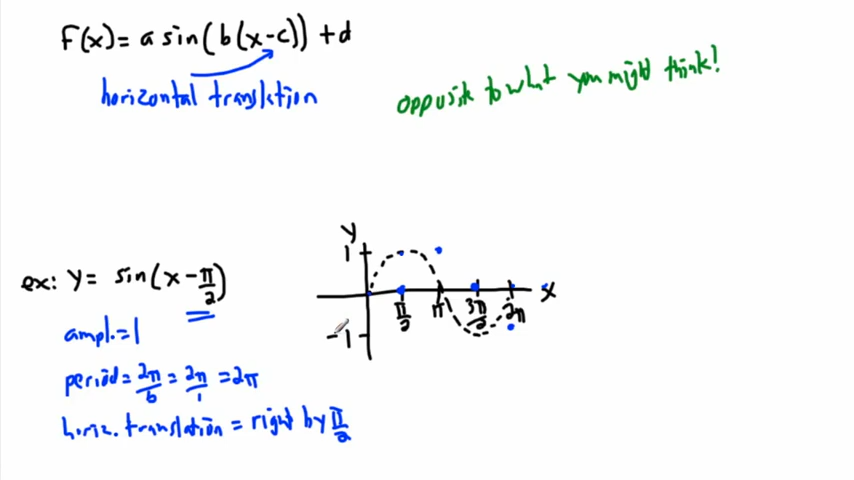 F(x) = a sin(b(x-c)) + d
horizontal translation
opposite to what you might think!
y
1
ex: y = sin(x - π/2)
x
π/2 π 3π/2 2π
-1
ampl. = 1
period = 2π/b = 2π/1 = 2π
horiz. translation = right by π/2